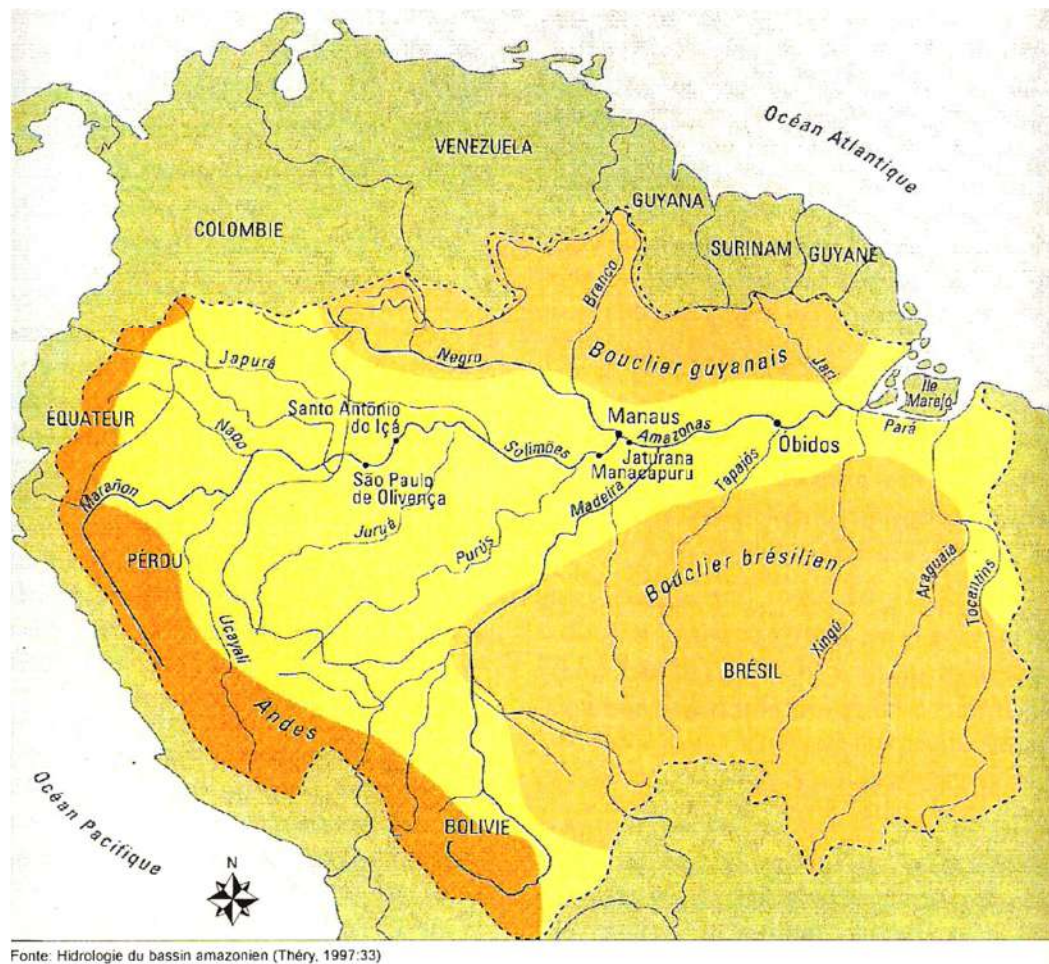 Océan Atlantique
VENEZUELA
GUYANA
COLOMBIE
SURINAM
GUYANE
Branco
Negro
Bouclier guyanais
Jari
Japurá
Île
Marajó
ÉQUATEUR
Santo Antônio
do Içá
Napo
Manaus
Amazonas
Pará
Solimões
Óbidos
Jaturana
Manacapuru
São Paulo
de Olivença
Marañon
Madeira
Tapajós
Juruá
PÉROU
Purús
Bouclier brésilien
Araguaia
Tocantins
Ucayali
Xingú
BRÉSIL
Andes
Océan Pacifique
BOLIVIE
N
Fonte: Hidrologie du bassin amazonien (Théry, 1997:33)